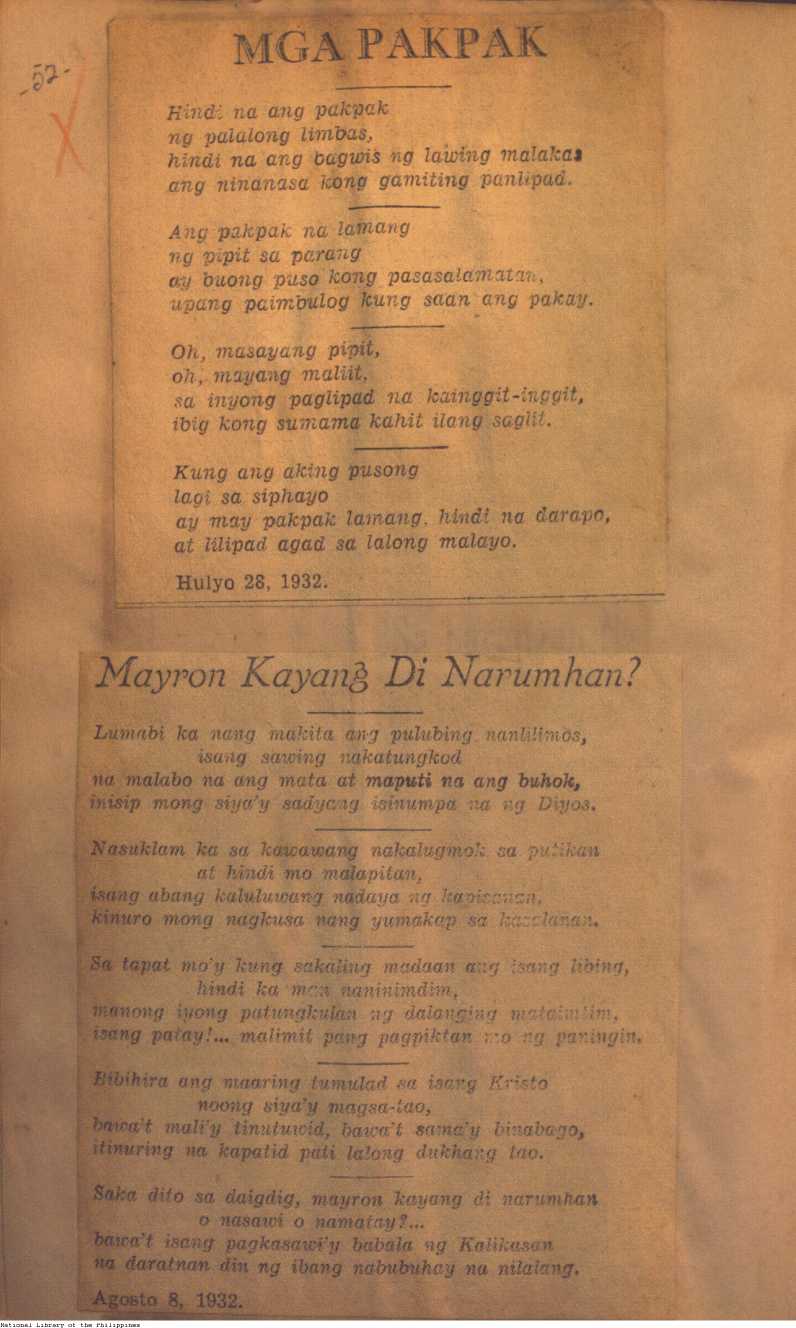 -52-
MGA PAKPAK
Hindi na ang pakpak
ng palalong limbas,
hindi na ang bagwis ng lawing malakas
ang ninanasa kong gamiting panlipad.
Ang pakpak na lamang
ng pipit sa parang
ay buong puso kong pasasalamatan,
upang paimbulog kung saan ang pakay.
Oh, masayang pipit,
oh, mayang maliit,
sa inyong paglipad na kainggit-inggit,
ibig kong sumama kahit ilang saglit.
Kung ang aking pusong
lagi sa siphayo
ay may pakpak lamang, hindi na darapo,
at lilipad agad sa lalong malayo.
Hulyo 28, 1932.
Mayron Kayang Di Narumhan?
Lumabi ka nang makita ang pulubing nanlilimos,
isang sawing nakatungkod
na malabo na ang mata at maputi na ang buhok,
inisip mong siya'y sadyang isinumpa na ng Diyos.
Nasuklam ka sa kawawang nakalugmok sa putikan
at hindi mo malapitan,
isang abang kaluluwang nadaya ng kapisanan,
kinuro mong nagkusa nang yumakap sa kasalanan.
Sa tapat mo'y kung sakaling madaan ang isang libing,
hindi ka man naninimdim,
manong iyong patungkulan ng dalanging mataimtim,
isang patay!... malimit pang pagpiktan mo ng paningin.
Bibihira ang maaring tumulad sa isang Kristo
noong siya'y magsa-tao,
bawa't mali'y tinutuwid, bawa't sama'y binabago,
itinuring na kapatid pati lalong dukhang tao.
Saka dito sa daigdig, mayron kayang di narumhan
o nasawi o namatay?...
bawa't isang pagkasawi'y babala ng Kalikasan
na daratnan din ng ibang nabubuhay na nilalang.
Agosto 8, 1932.
National Library of the Philippines